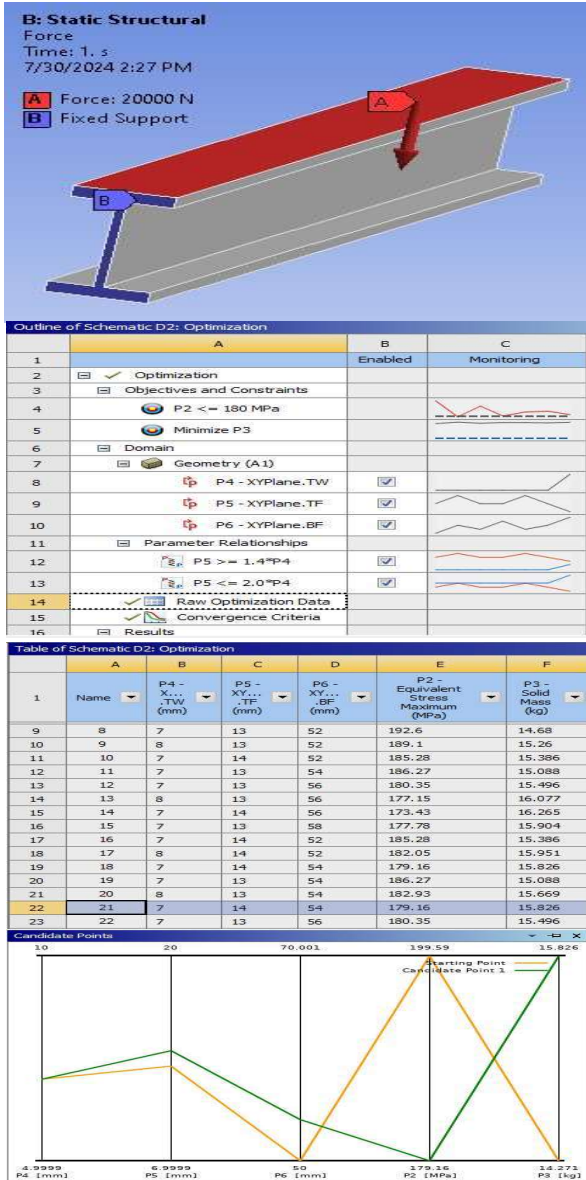 B: Static Structural
Force
Time: 1. s
7/30/2024 2:27 PM
A Force: 20000 N
B Fixed Support
A
B
Outline of Schematic D2: Optimization
A B C
1 Enabled Monitoring
2 Optimization
3 Objectives and Constraints
4 P2 <= 180 MPa
5 Minimize P3
6 Domain
7 Geometry (A1)
8 P4 - XYPlane.TW
9 P5 - XYPlane.TF
10 P6 - XYPlane.BF
11 Parameter Relationships
12 P5 >= 1.4*P4
13 P5 <= 2.0*P4
14 Raw Optimization Data
15 Convergence Criteria
16 Results
Table of Schematic D2: Optimization
A B C D E F
1 Name P4 - X... .TW (mm) P5 - XY... .TF (mm) P6 - XY... .BF (mm) P2 - Equivalent Stress Maximum (MPa) P3 - Solid Mass (kg)
9 8 7 13 52 192.6 14.68
10 9 8 13 52 189.1 15.26
11 10 7 14 52 185.28 15.386
12 11 7 13 54 186.27 15.088
13 12 7 13 56 180.35 15.496
14 13 8 13 56 177.15 16.077
15 14 7 14 56 173.43 16.265
16 15 7 13 58 177.78 15.904
17 16 7 14 52 185.28 15.386
18 17 8 14 52 182.05 15.951
19 18 7 14 54 179.16 15.826
20 19 7 13 54 186.27 15.088
21 20 8 13 54 182.93 15.669
22 21 7 14 54 179.16 15.826
23 22 7 13 56 180.35 15.496
Candidate Points
10 20 70.001 199.59 15.826
Starting Point
Candidate Point 1
4.9999 6.9999 50 179.16 14.271
P4 [mm] P5 [mm] P6 [mm] P2 [MPa] P3 [kg]